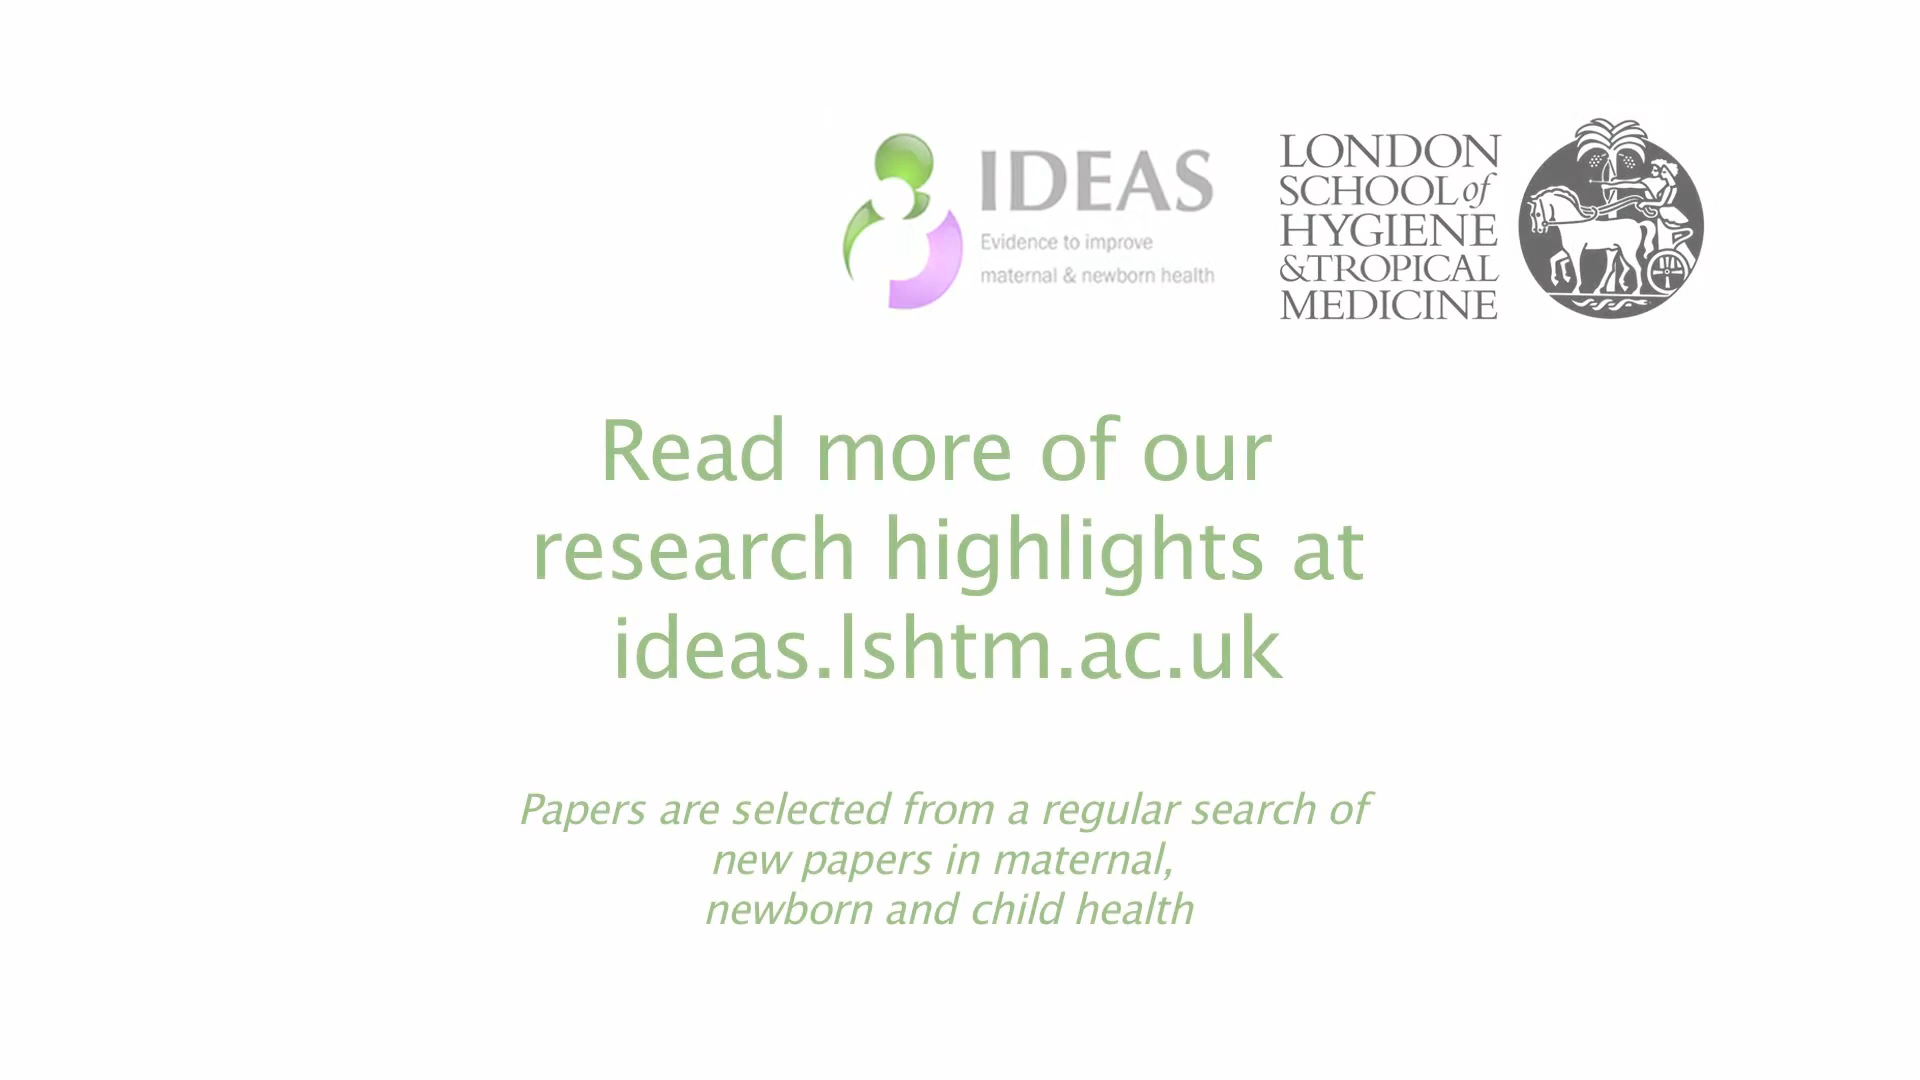 IDEAS
Evidence to improve
maternal & newborn health
LONDON
SCHOOL of
HYGIENE
& TROPICAL
MEDICINE
Read more of our
research highlights at
ideas.lshtm.ac.uk
Papers are selected from a regular search of
new papers in maternal,
newborn and child health